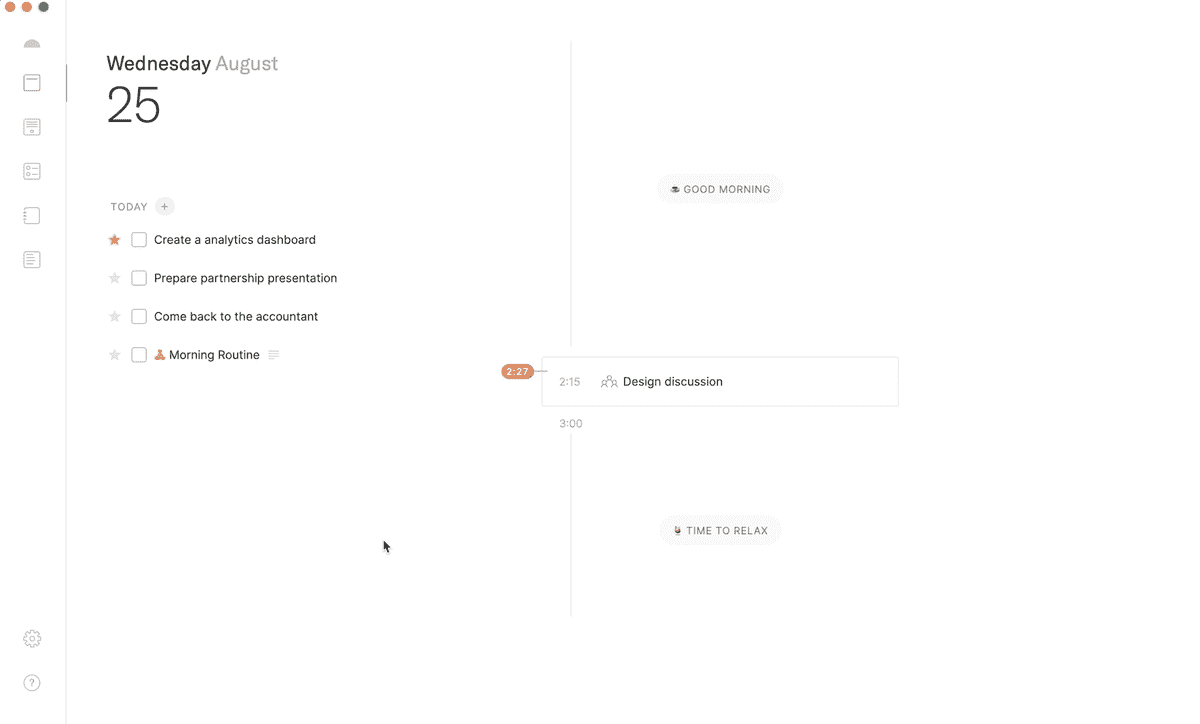 Wednesday August
25
TODAY +
Create a analytics dashboard
Prepare partnership presentation
Come back to the accountant
Morning Routine
GOOD MORNING
2:27
2:15 Design discussion
3:00
TIME TO RELAX
?